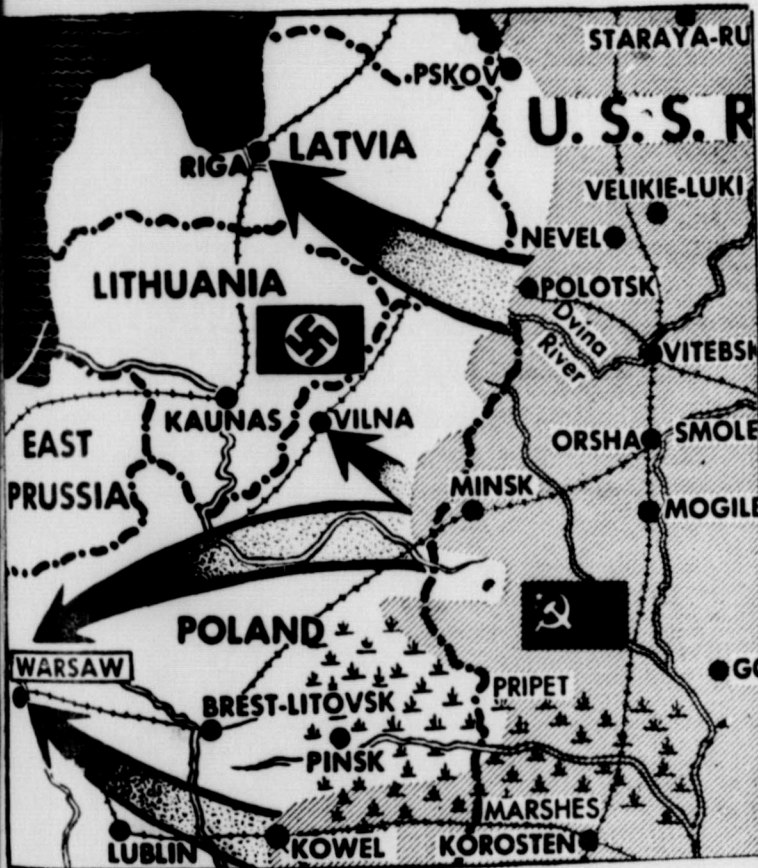 STARAYA-RU
PSKOV
U. S. S. R
RIGA
LATVIA
VELIKIE-LUKI
NEVEL
LITHUANIA
POLOTSK
Dvina
River
VITEBSK
KAUNAS
VILNA
EAST
PRUSSIA
ORSHA
SMOLE
MINSK
MOGILE
POLAND
WARSAW
PRIPET
GO
BREST-LITOVSK
PINSK
MARSHES
LUBLIN
KOWEL
KOROSTEN